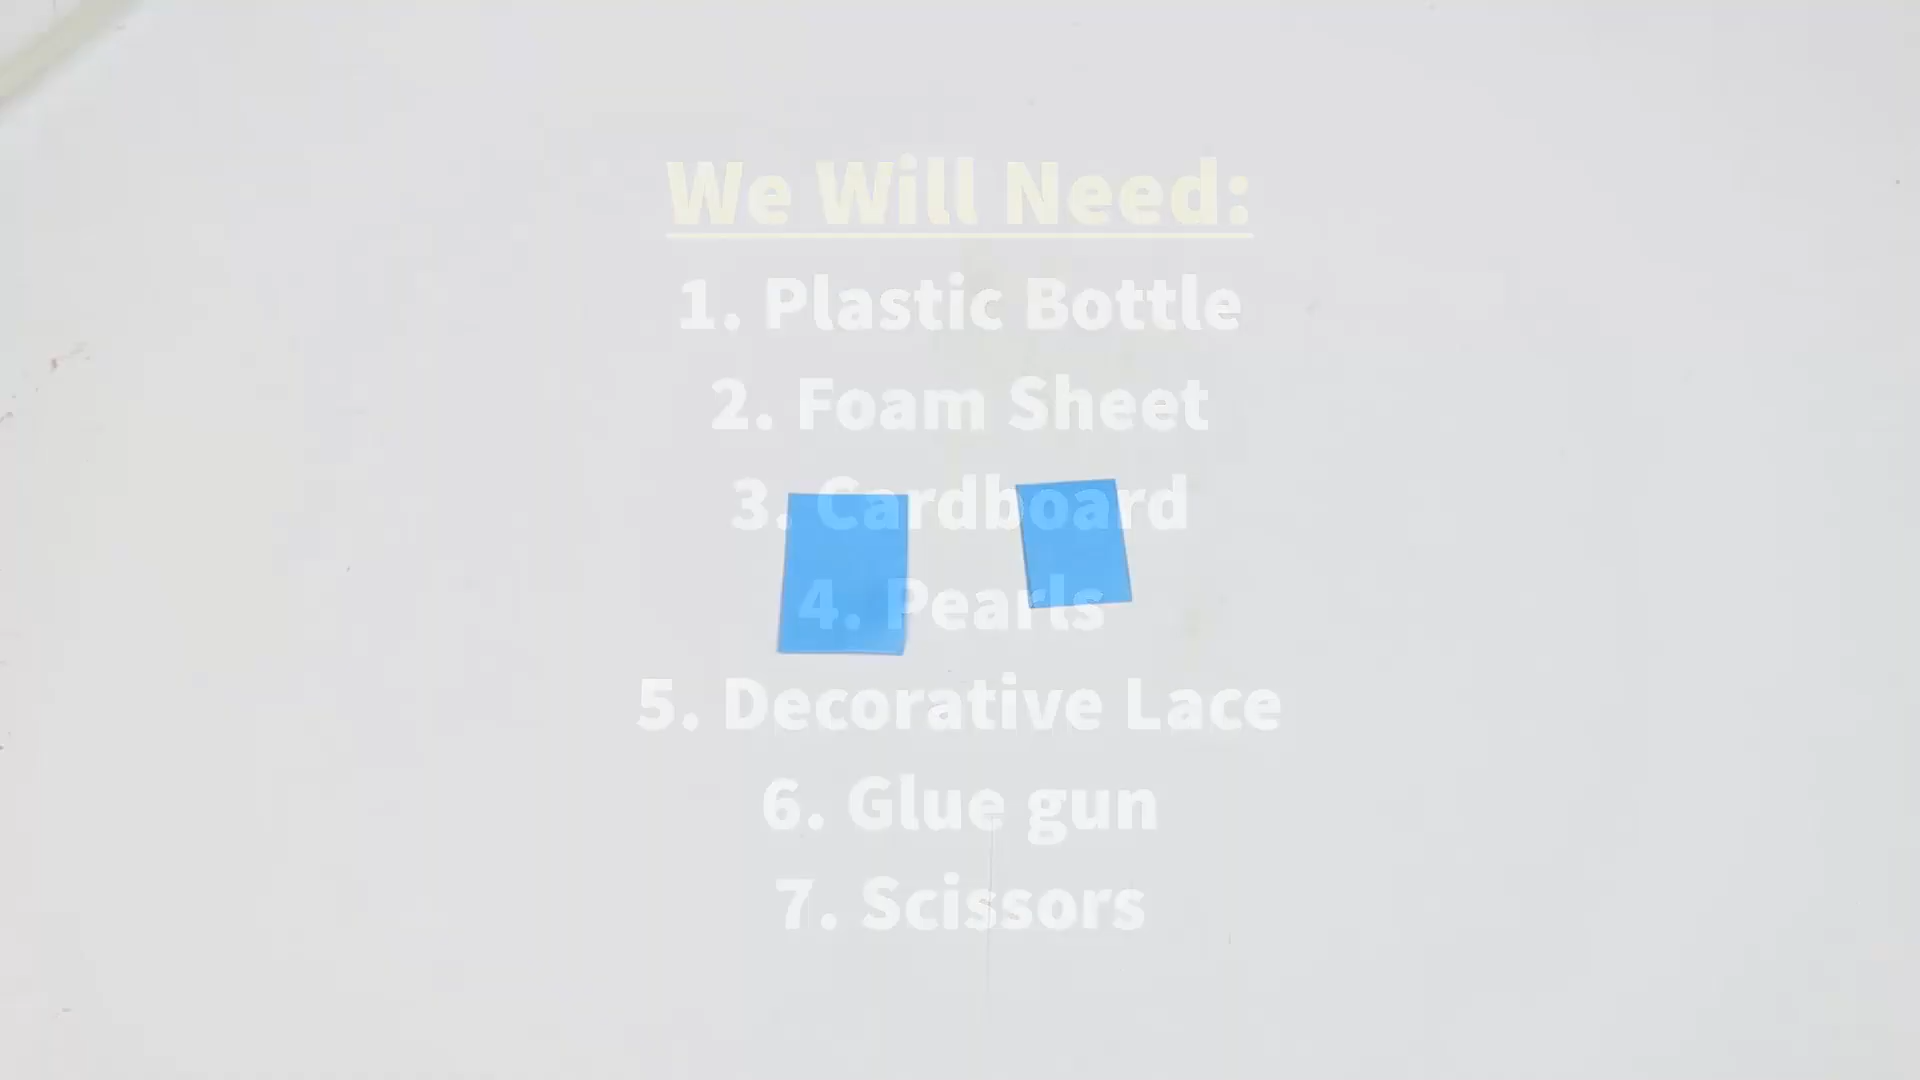 We Will Need:
1. Plastic Bottle
2. Foam Sheet
3. Cardboard
4. Pearls
5. Decorative Lace
6. Glue gun
7. Scissors